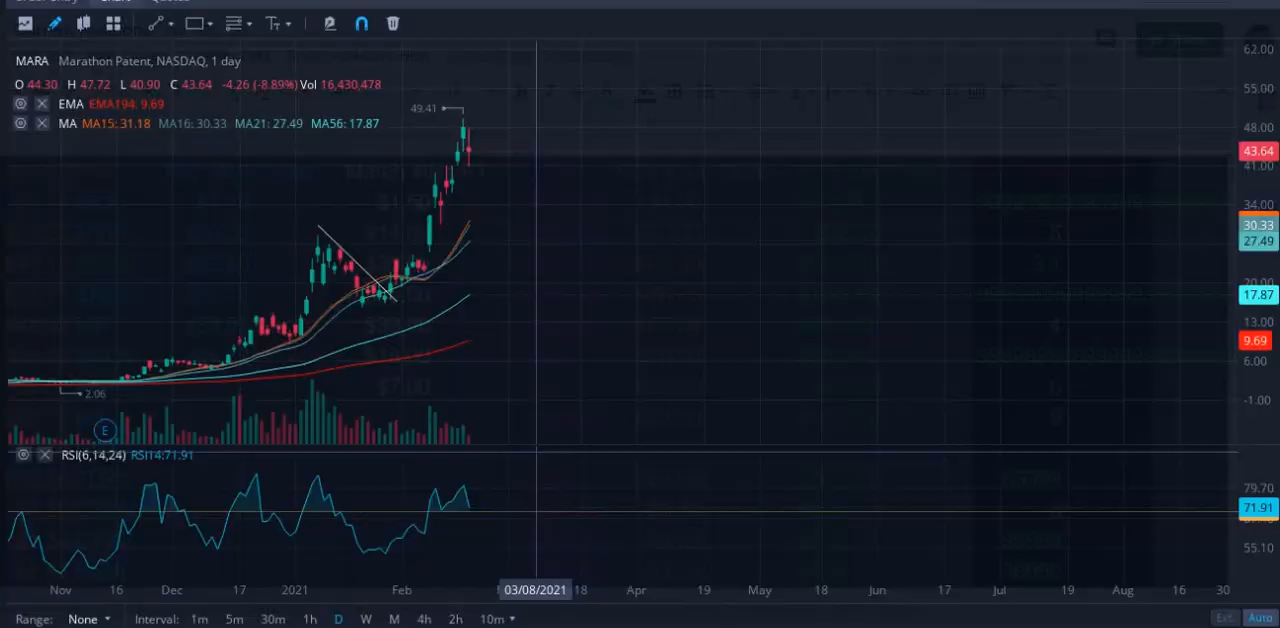 Order Entry Chart Quotes
MARA Marathon Patent, NASDAQ, 1 day
O 44.30 H 47.72 L 40.90 C 43.64 -4.26 (-8.89%) Vol 16,430,478
EMA EMA194: 9.69
MA MA15: 31.18 MA16: 30.33 MA21: 27.49 MA56: 17.87
49.41
2.06
E
62.00
55.00
48.00
43.64
41.00
34.00
30.33
27.49
20.00
17.87
13.00
9.69
6.00
-1.00
RSI(6,14,24) RSI14:71.91
79.70
71.91
55.10
Nov 16 Dec 17 2021 Feb 03/08/2021 18 Apr 19 May 18 Jun 17 Jul 19 Aug 16 30
Range: None Interval: 1m 5m 30m 1h D W M 4h 2h 10m Ext Auto